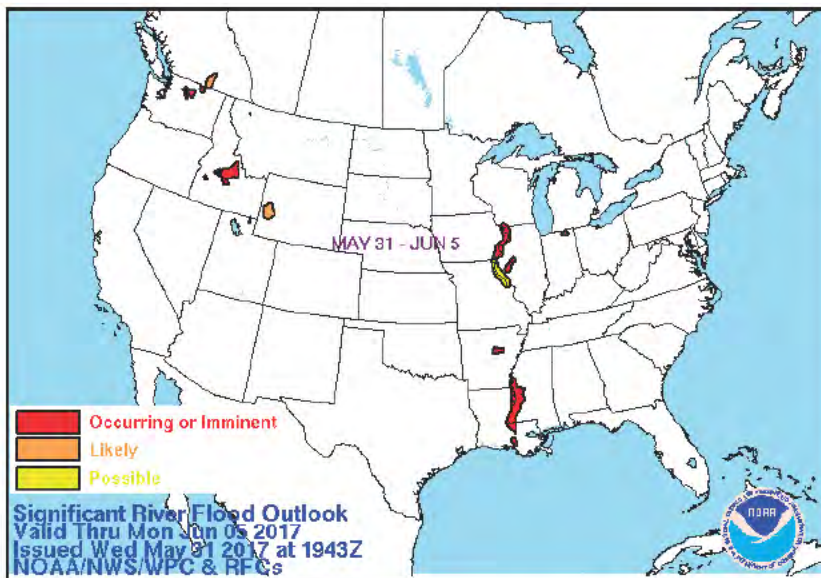 MAY 31 - JUN 5
Occurring or Imminent
Likely
Possible
Significant River Flood Outlook
Valid Thru Mon Jun 05 2017
Issued Wed May 31 2017 at 1943Z
NOAA/NWS/WPC & RFCs
NOAA